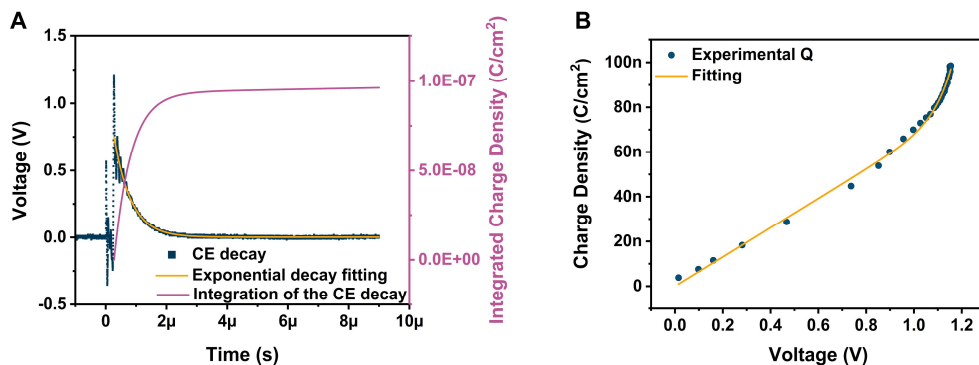 A
Voltage (V)
1.5
1.0
0.5
0.0
-0.5
0
2µ
4µ
6µ
8µ
10µ
Time (s)
1.0E-07
5.0E-08
0.0E+00
Integrated Charge Density (C/cm²)
CE decay
Exponential decay fitting
Integration of the CE decay
B
Charge Density (C/cm²)
100n
80n
60n
40n
20n
0
0.0
0.2
0.4
0.6
0.8
1.0
1.2
Voltage (V)
Experimental Q
Fitting